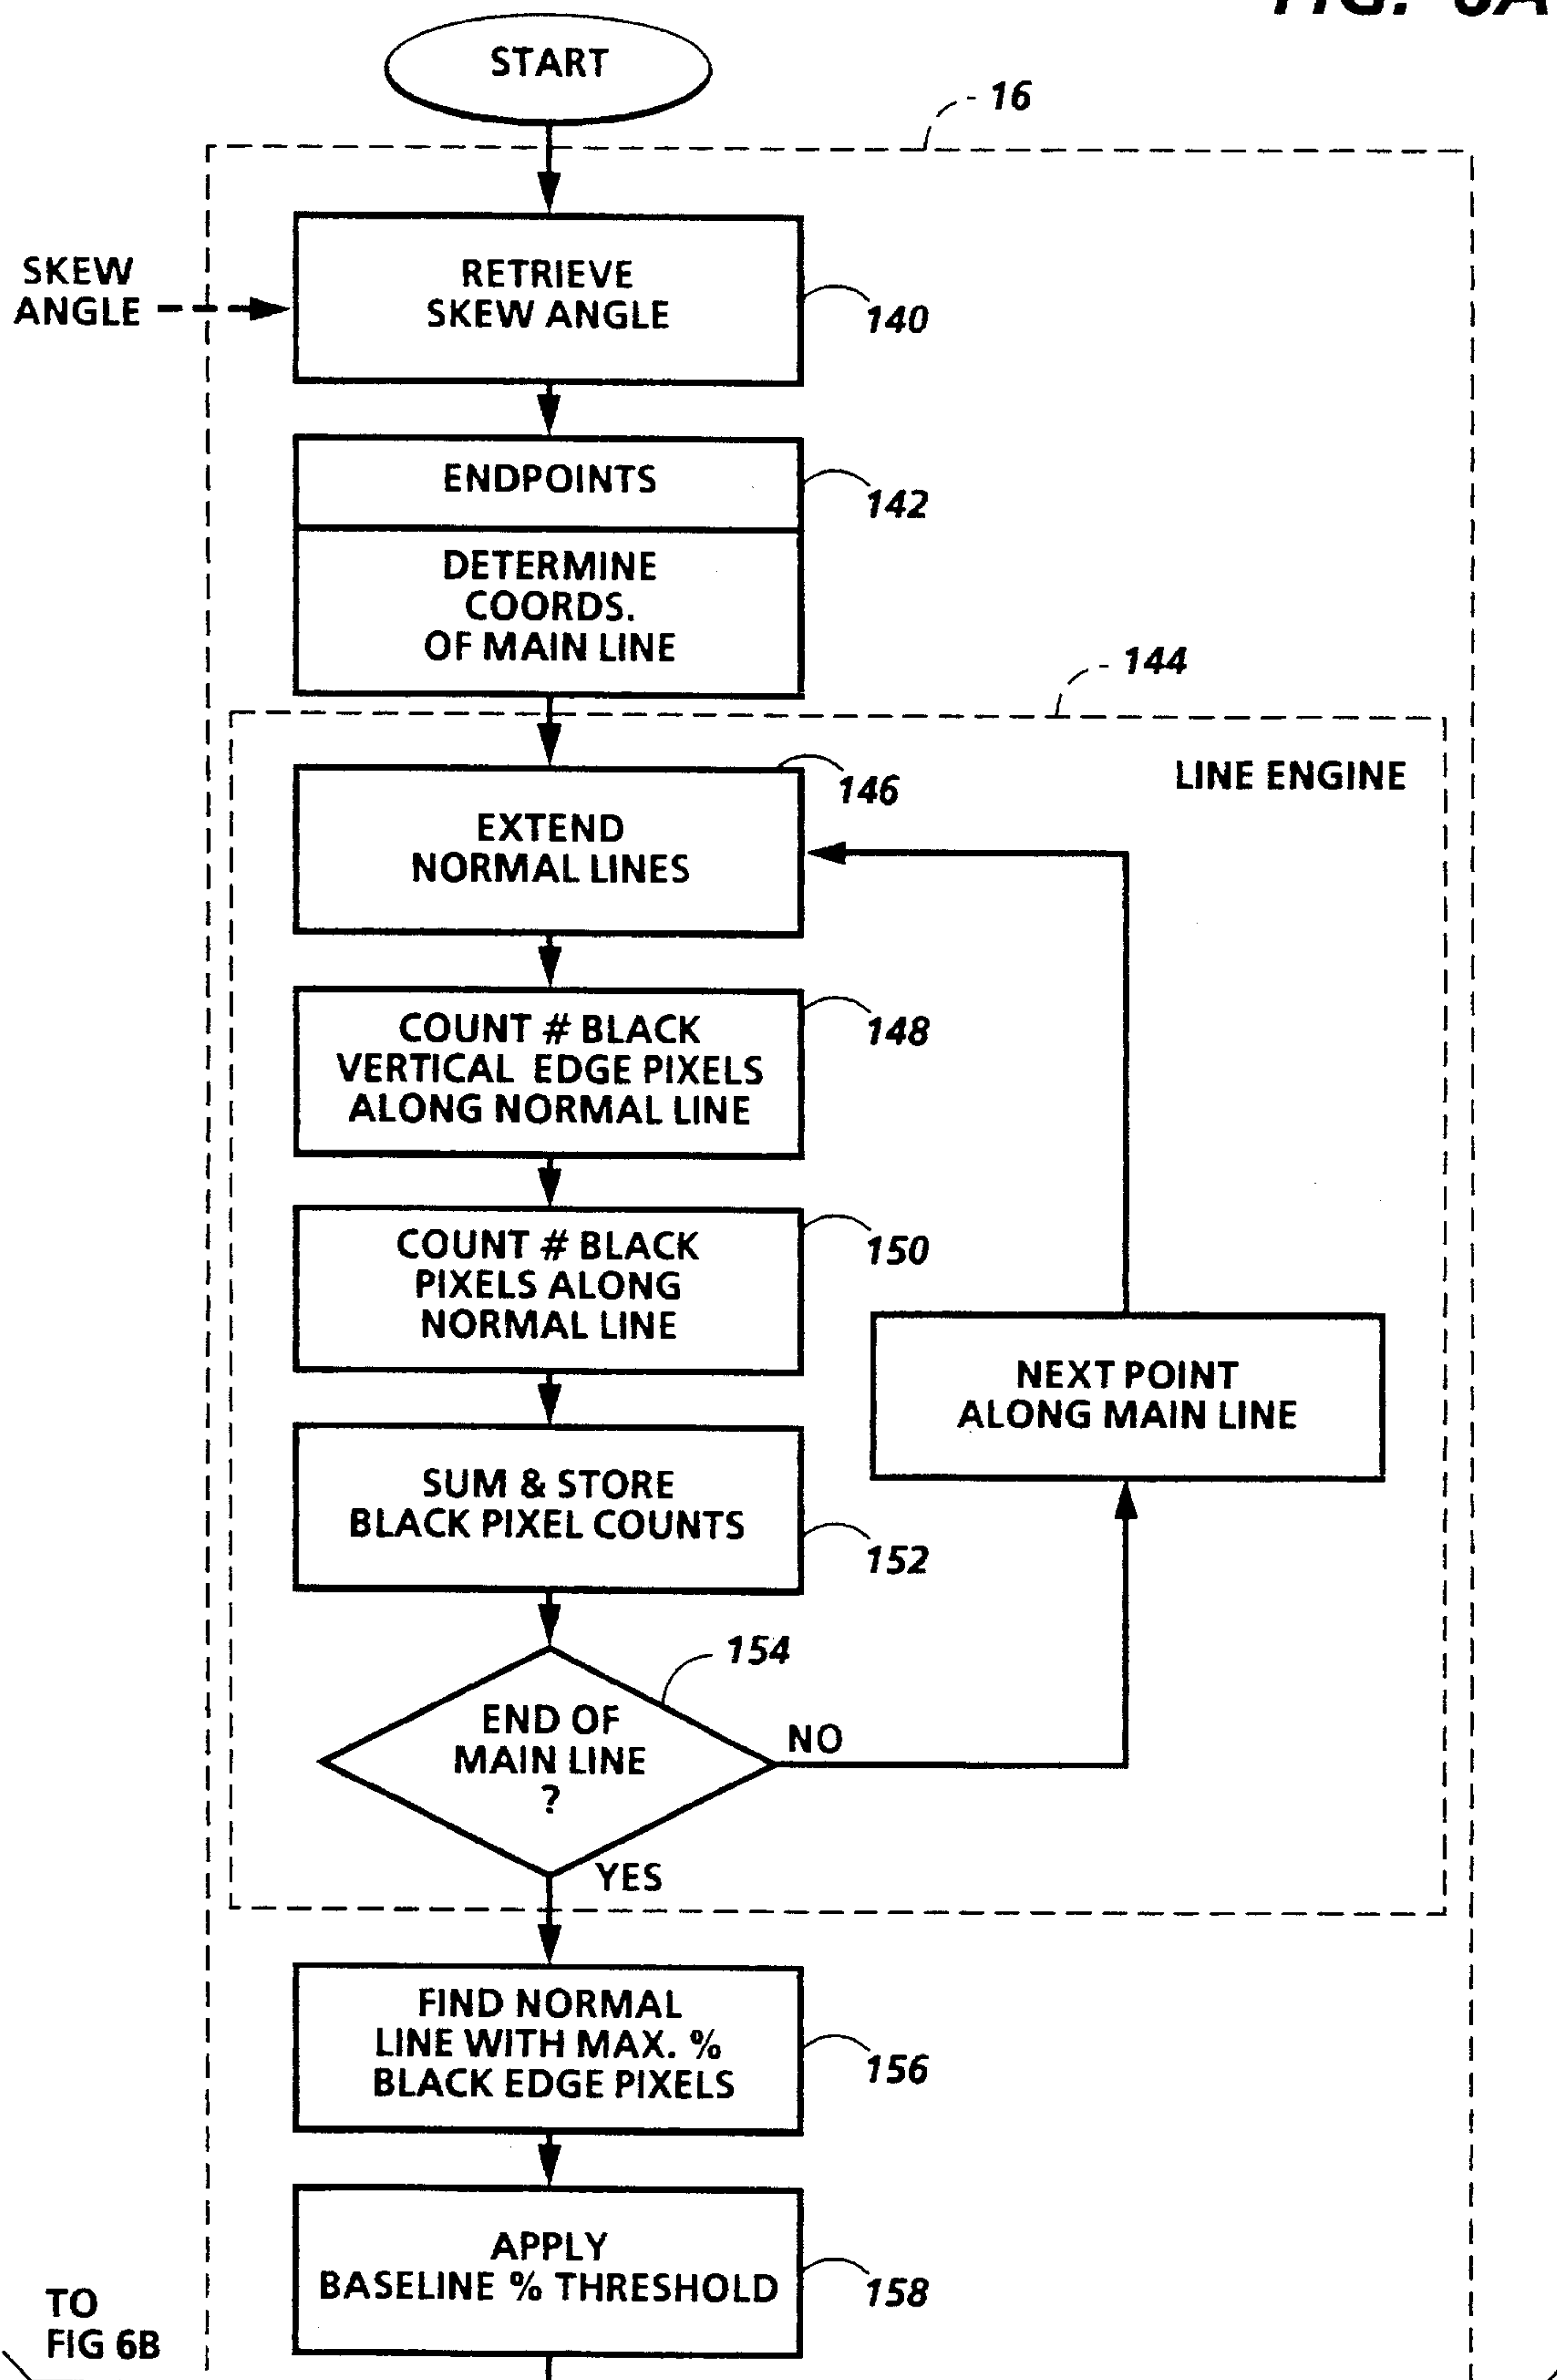 FIG. 6A
START
16
SKEW
ANGLE
RETRIEVE
SKEW ANGLE
140
ENDPOINTS
142
DETERMINE
COORDS.
OF MAIN LINE
144
LINE ENGINE
146
EXTEND
NORMAL LINES
COUNT # BLACK
VERTICAL EDGE PIXELS
ALONG NORMAL LINE
148
COUNT # BLACK
PIXELS ALONG
NORMAL LINE
150
NEXT POINT
ALONG MAIN LINE
SUM & STORE
BLACK PIXEL COUNTS
152
154
END OF
MAIN LINE
?
NO
YES
FIND NORMAL
LINE WITH MAX. %
BLACK EDGE PIXELS
156
APPLY
BASELINE % THRESHOLD
158
TO
FIG 6B